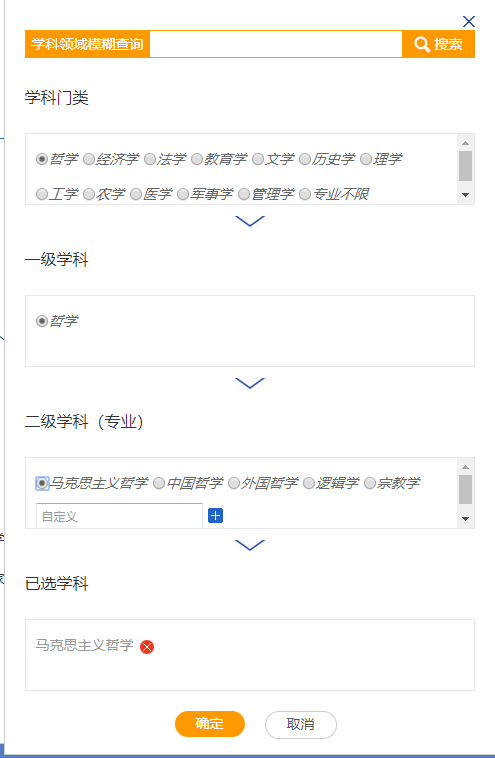 学科领域模糊查询 搜索
学科门类
哲学 经济学 法学 教育学 文学 历史学 理学
工学 农学 医学 军事学 管理学 专业不限
一级学科
哲学
二级学科（专业）
马克思主义哲学 中国哲学 外国哲学 逻辑学 宗教学
自定义
已选学科
马克思主义哲学
确定 取消